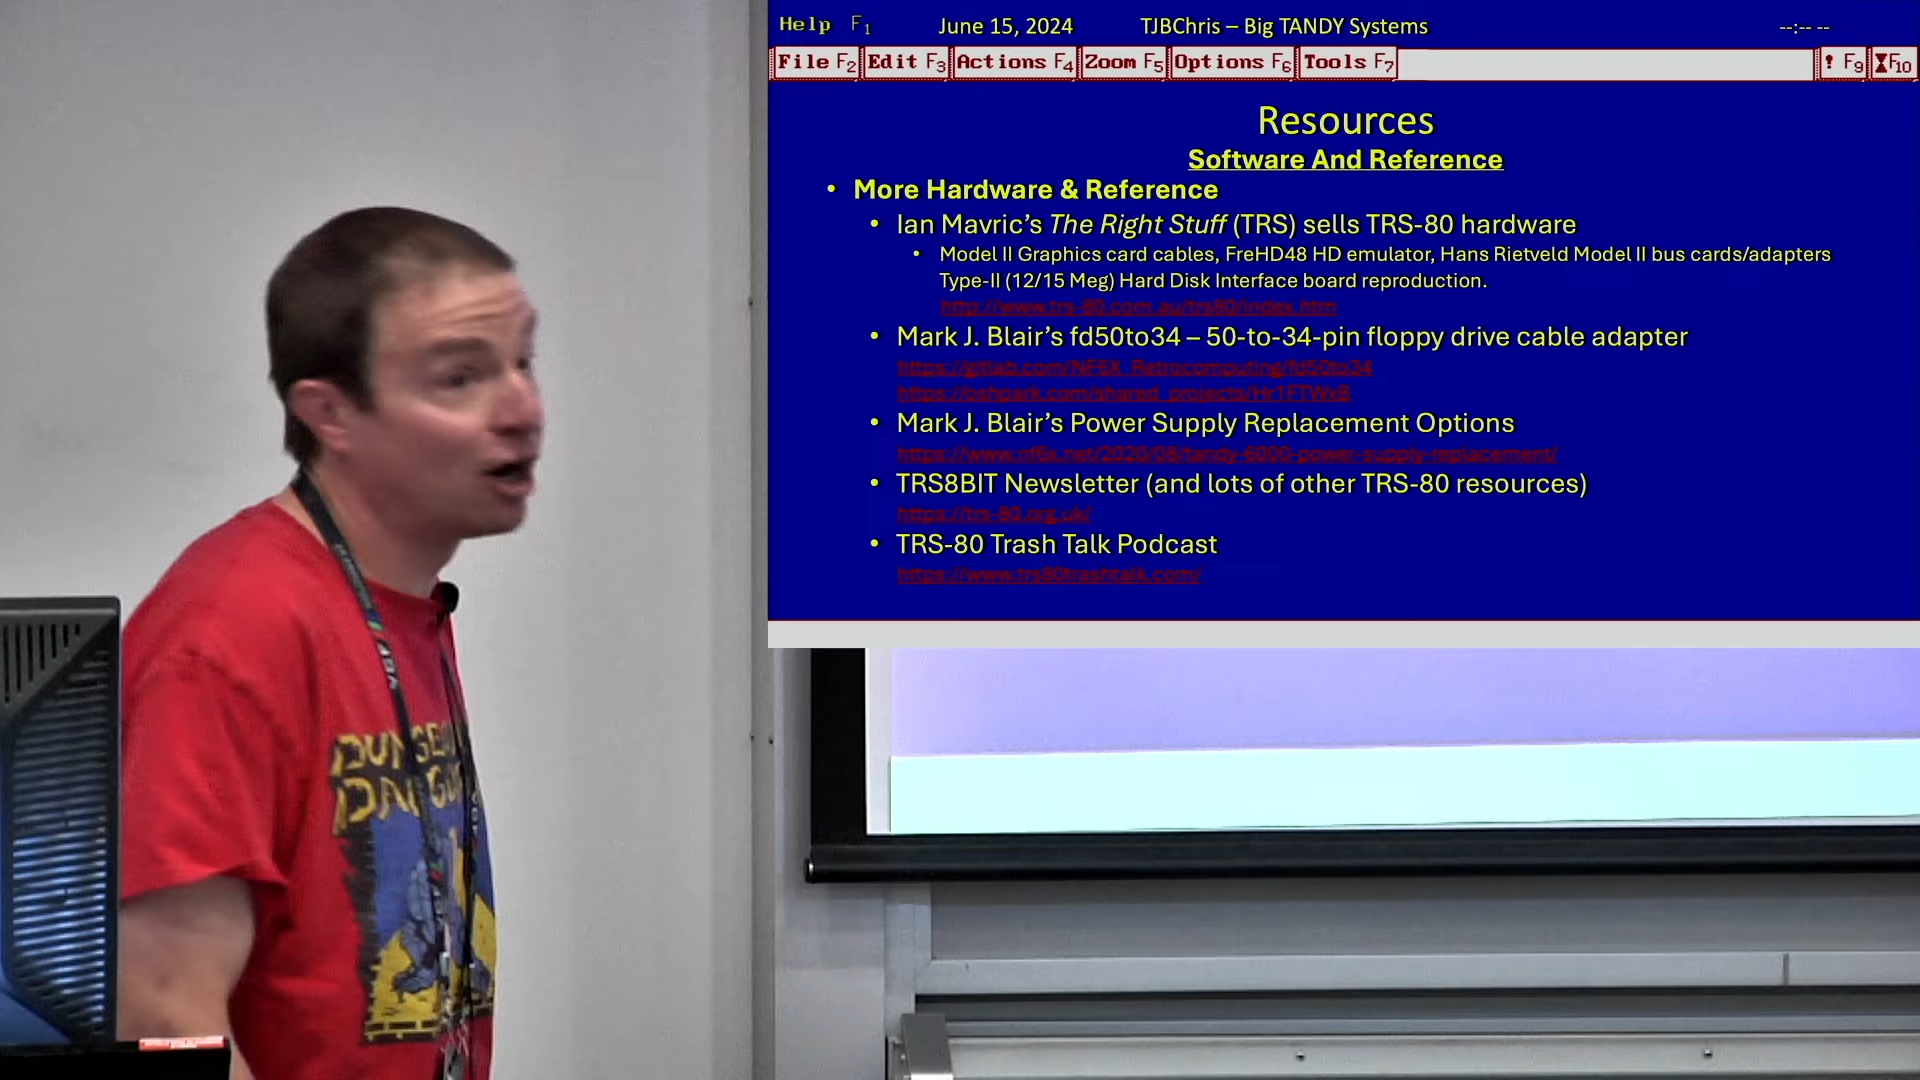 Help F1 June 15, 2024 TJBChris – Big TANDY Systems --:-- --
File F2 Edit F3 Actions F4 Zoom F5 Options F6 Tools F7 ! F9 F10
Resources
Software And Reference
• More Hardware & Reference
• Ian Mavric's The Right Stuff (TRS) sells TRS-80 hardware
• Model II Graphics card cables, FreHD48 HD emulator, Hans Rietveld Model II bus cards/adapters
Type-II (12/15 Meg) Hard Disk Interface board reproduction.
http://www.trs-80.com.au/trs80/index.htm
• Mark J. Blair's fd50to34 – 50-to-34-pin floppy drive cable adapter
https://gitlab.com/NF6X_Retrocomputing/fd50to34
https://oshpark.com/shared_projects/Hr1FTWxB
• Mark J. Blair's Power Supply Replacement Options
https://www.nf6x.net/2020/08/tandy-6000-power-supply-replacement/
• TRS8BIT Newsletter (and lots of other TRS-80 resources)
https://trs-80.org.uk/
• TRS-80 Trash Talk Podcast
https://www.trs80trashtalk.com/